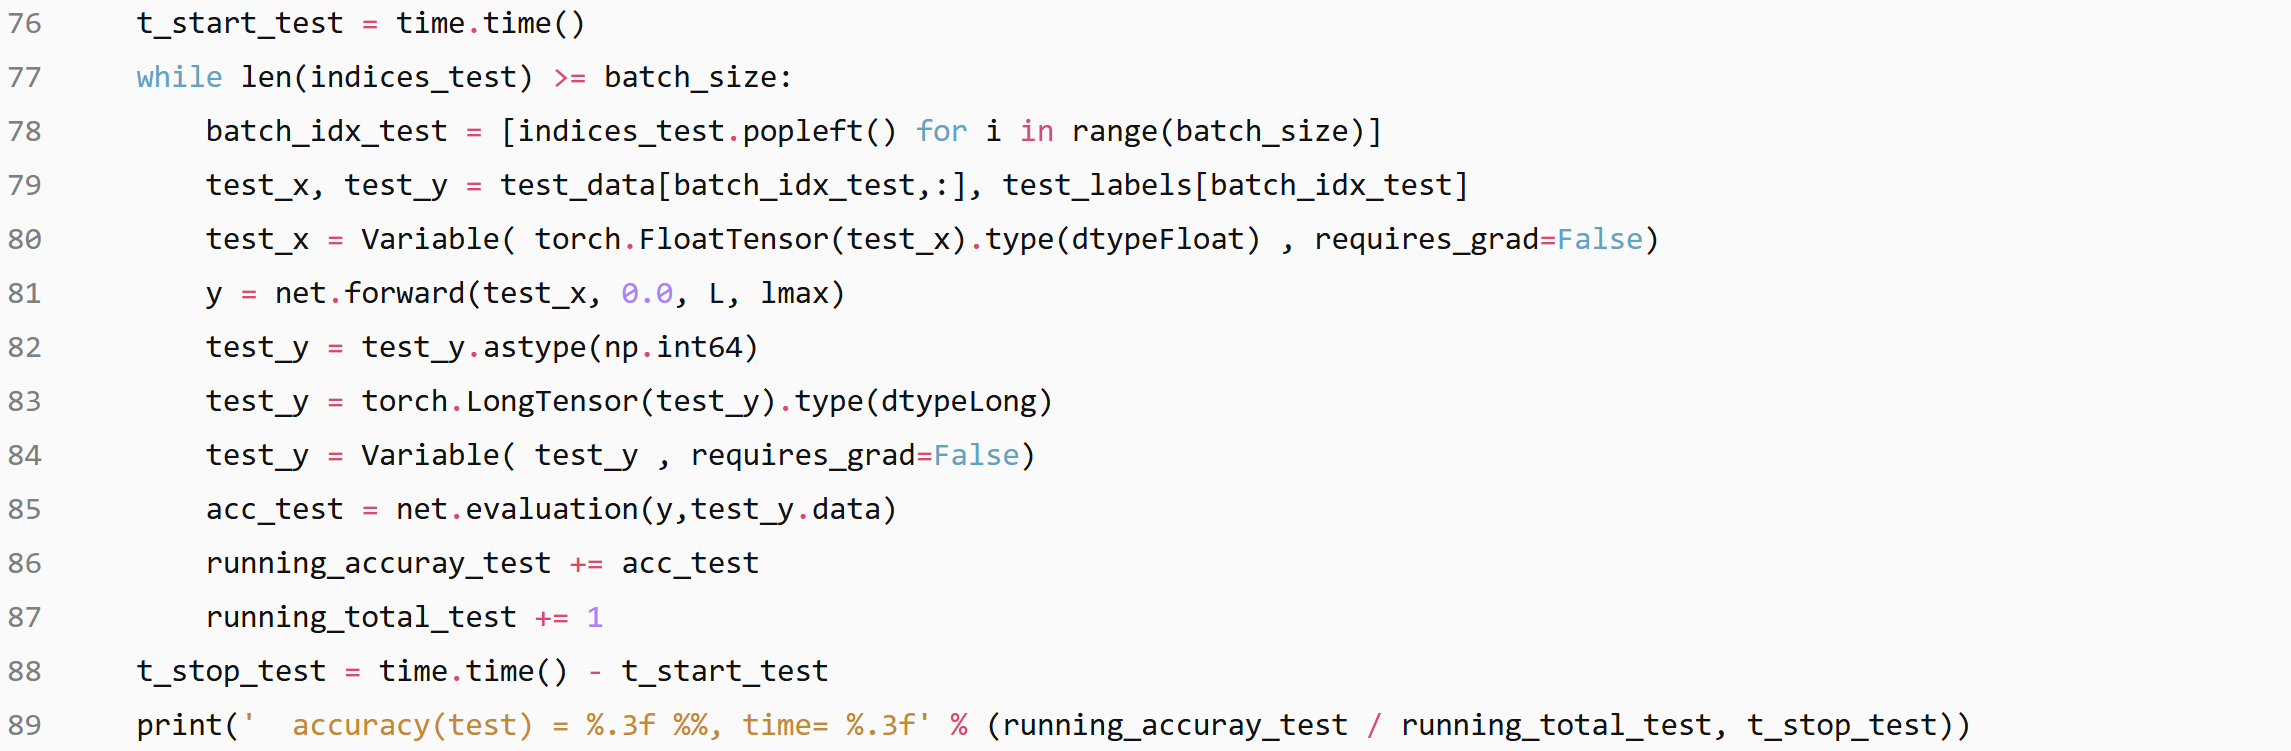 76 t_start_test = time.time()
77 while len(indices_test) >= batch_size:
78 batch_idx_test = [indices_test.popleft() for i in range(batch_size)]
79 test_x, test_y = test_data[batch_idx_test,:], test_labels[batch_idx_test]
80 test_x = Variable( torch.FloatTensor(test_x).type(dtypeFloat) , requires_grad=False)
81 y = net.forward(test_x, 0.0, L, lmax)
82 test_y = test_y.astype(np.int64)
83 test_y = torch.LongTensor(test_y).type(dtypeLong)
84 test_y = Variable( test_y , requires_grad=False)
85 acc_test = net.evaluation(y,test_y.data)
86 running_accuray_test += acc_test
87 running_total_test += 1
88 t_stop_test = time.time() - t_start_test
89 print('  accuracy(test) = %.3f %%, time= %.3f' % (running_accuray_test / running_total_test, t_stop_test))